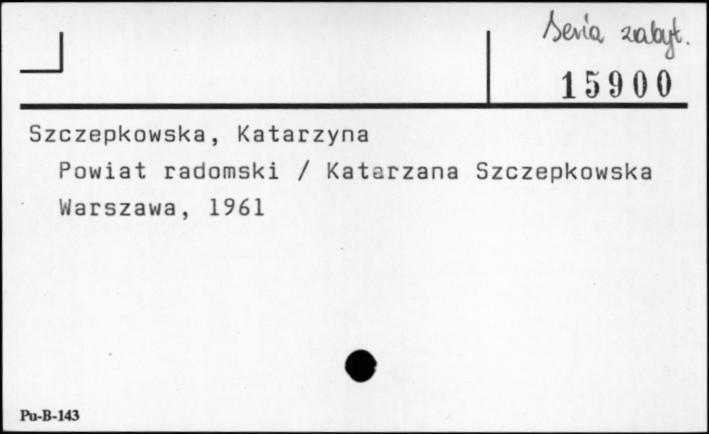 Seria zabyt.
15900
Szczepkowska, Katarzyna
Powiat radomski / Katarzana Szczepkowska
Warszawa, 1961
Pu-B-143